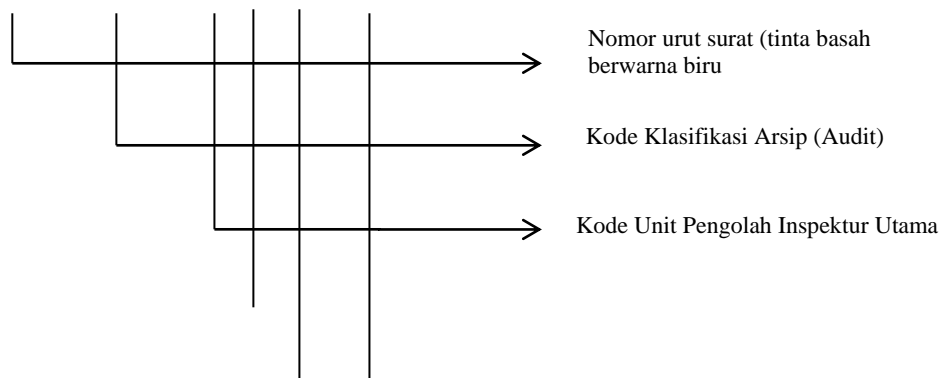 Nomor urut surat (tinta basah
berwarna biru
Kode Klasifikasi Arsip (Audit)
Kode Unit Pengolah Inspektur Utama